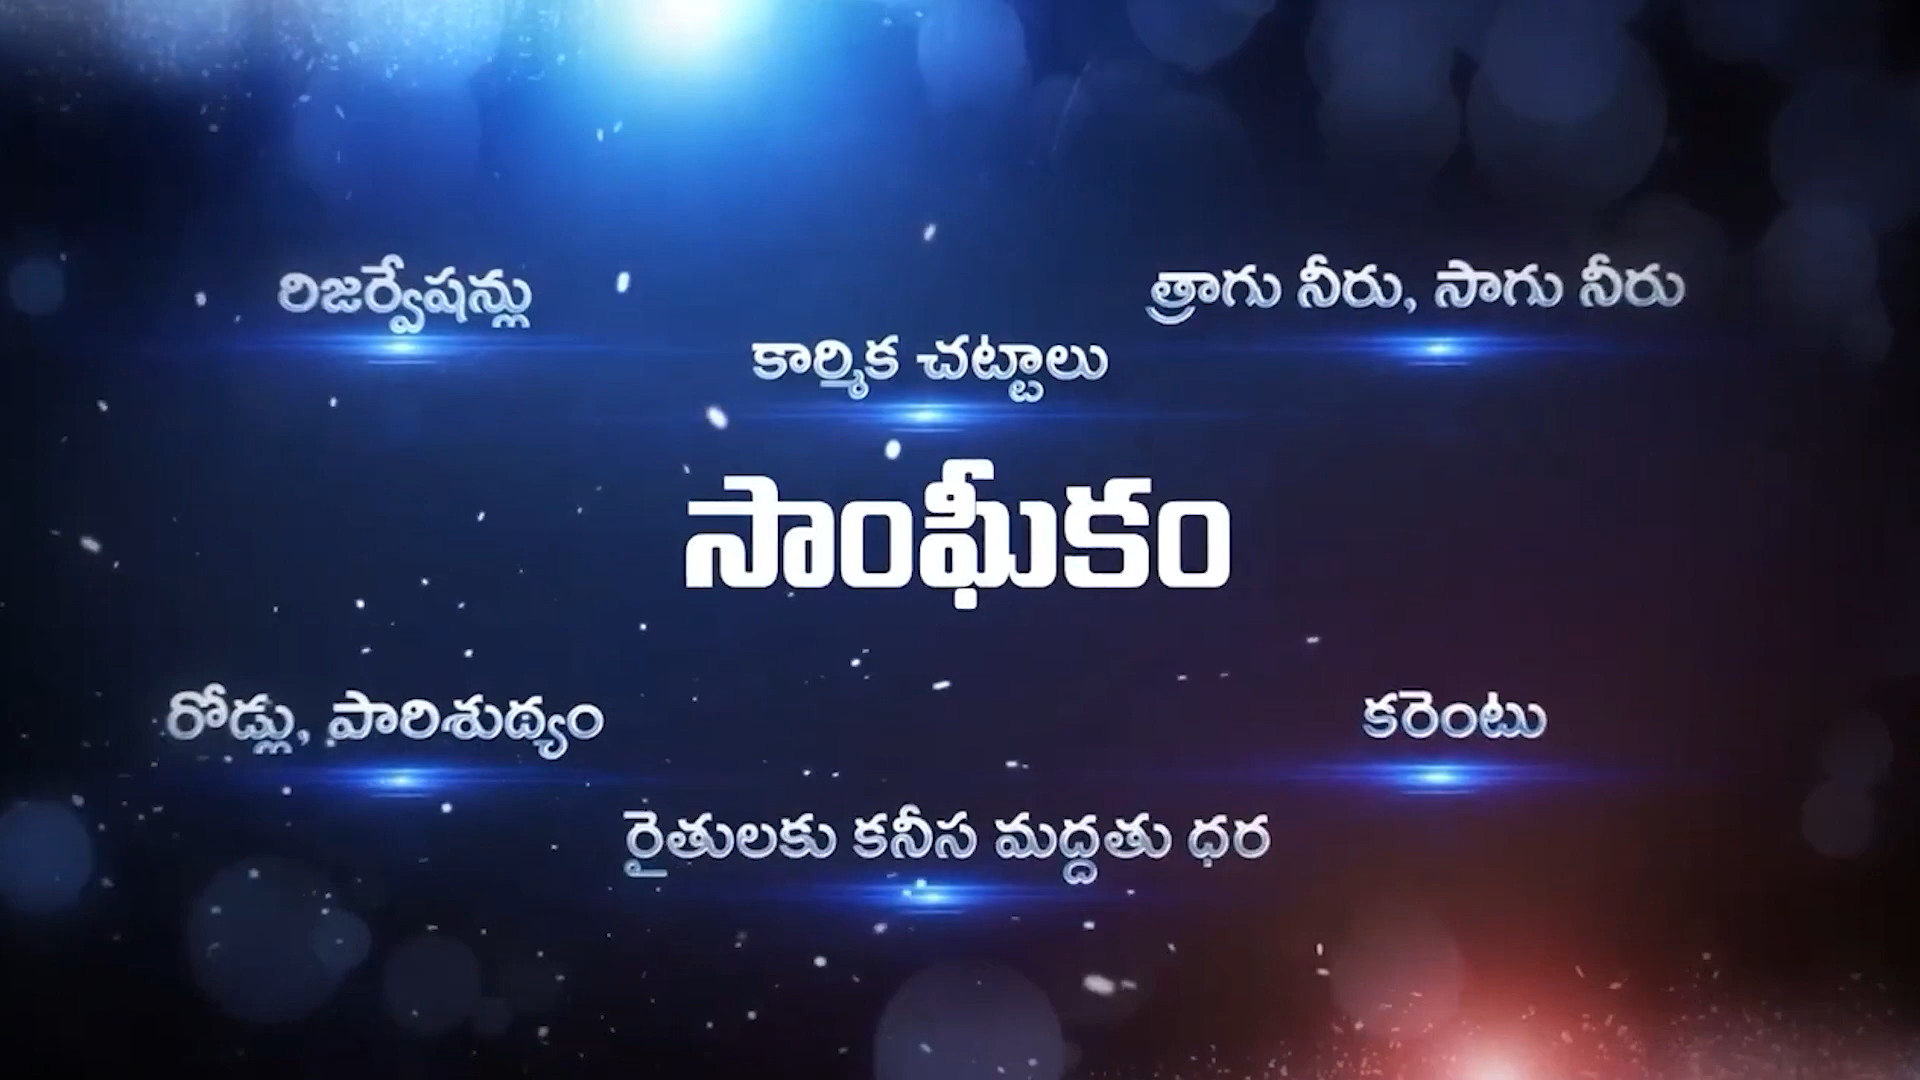 రిజర్వేషన్లు
త్రాగు నీరు, సాగు నీరు
కార్మిక చట్టాలు
సాంఘీకం
రోడ్లు, పారిశుధ్యం
కరెంటు
రైతులకు కనీస మద్దతు ధర